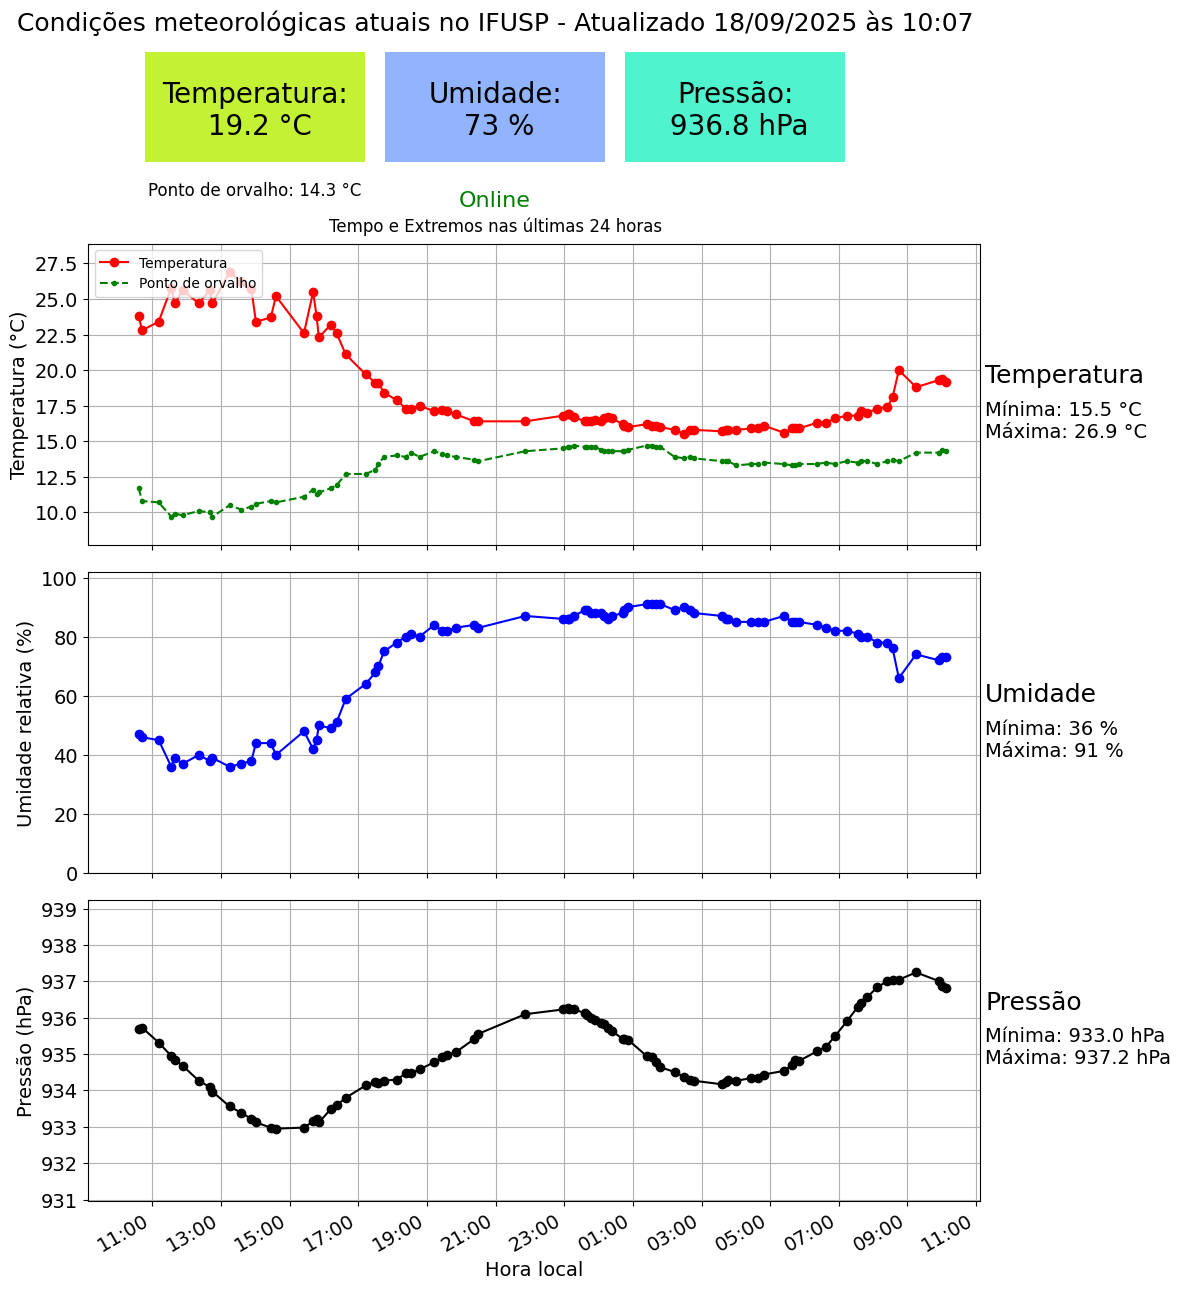 Condições meteorológicas atuais no IFUSP - Atualizado 18/09/2025 às 10:07
Temperatura:
19.2 °C
Umidade:
73 %
Pressão:
936.8 hPa
Ponto de orvalho: 14.3 °C
Online
Tempo e Extremos nas últimas 24 horas
Temperatura (°C)
27.5
25.0
22.5
20.0
17.5
15.0
12.5
10.0
Temperatura
Ponto de orvalho
Temperatura
Mínima: 15.5 °C
Máxima: 26.9 °C
Umidade relativa (%)
100
80
60
40
20
0
Umidade
Mínima: 36 %
Máxima: 91 %
Pressão (hPa)
939
938
937
936
935
934
933
932
931
Pressão
Mínima: 933.0 hPa
Máxima: 937.2 hPa
11:00
13:00
15:00
17:00
19:00
21:00
23:00
01:00
03:00
05:00
07:00
09:00
11:00
Hora local